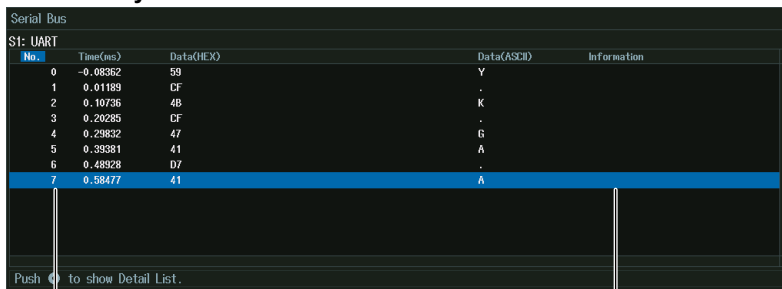 Serial Bus
S1: UART
No. Time(ms) Data(HEX) Data(ASCII) Information
0 -0.08362 59 Y
1 0.01189 CF .
2 0.10736 4B K
3 0.20285 CF .
4 0.29832 47 G
5 0.39381 41 A
6 0.48928 D7 .
7 0.58477 41 A
Push to show Detail List.